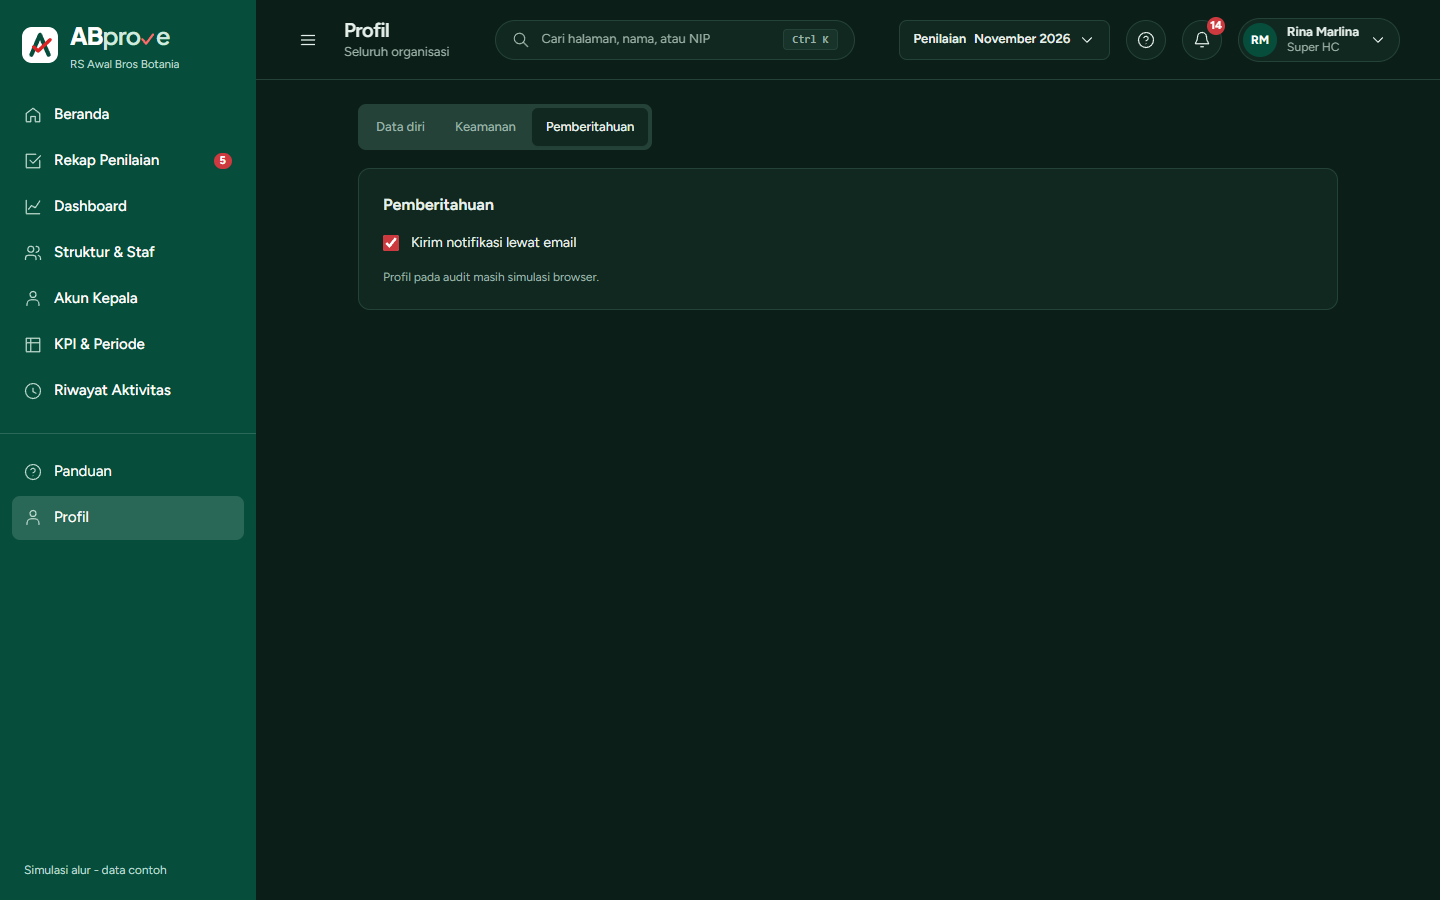 ABprove
RS Awal Bros Botania
Beranda
Rekap Penilaian 5
Dashboard
Struktur & Staf
Akun Kepala
KPI & Periode
Riwayat Aktivitas
Panduan
Profil
Simulasi alur - data contoh
Profil
Seluruh organisasi
Cari halaman, nama, atau NIP Ctrl K
Penilaian November 2026
14
RM
Rina Marlina
Super HC
Data diri Keamanan Pemberitahuan
Pemberitahuan
Kirim notifikasi lewat email
Profil pada audit masih simulasi browser.